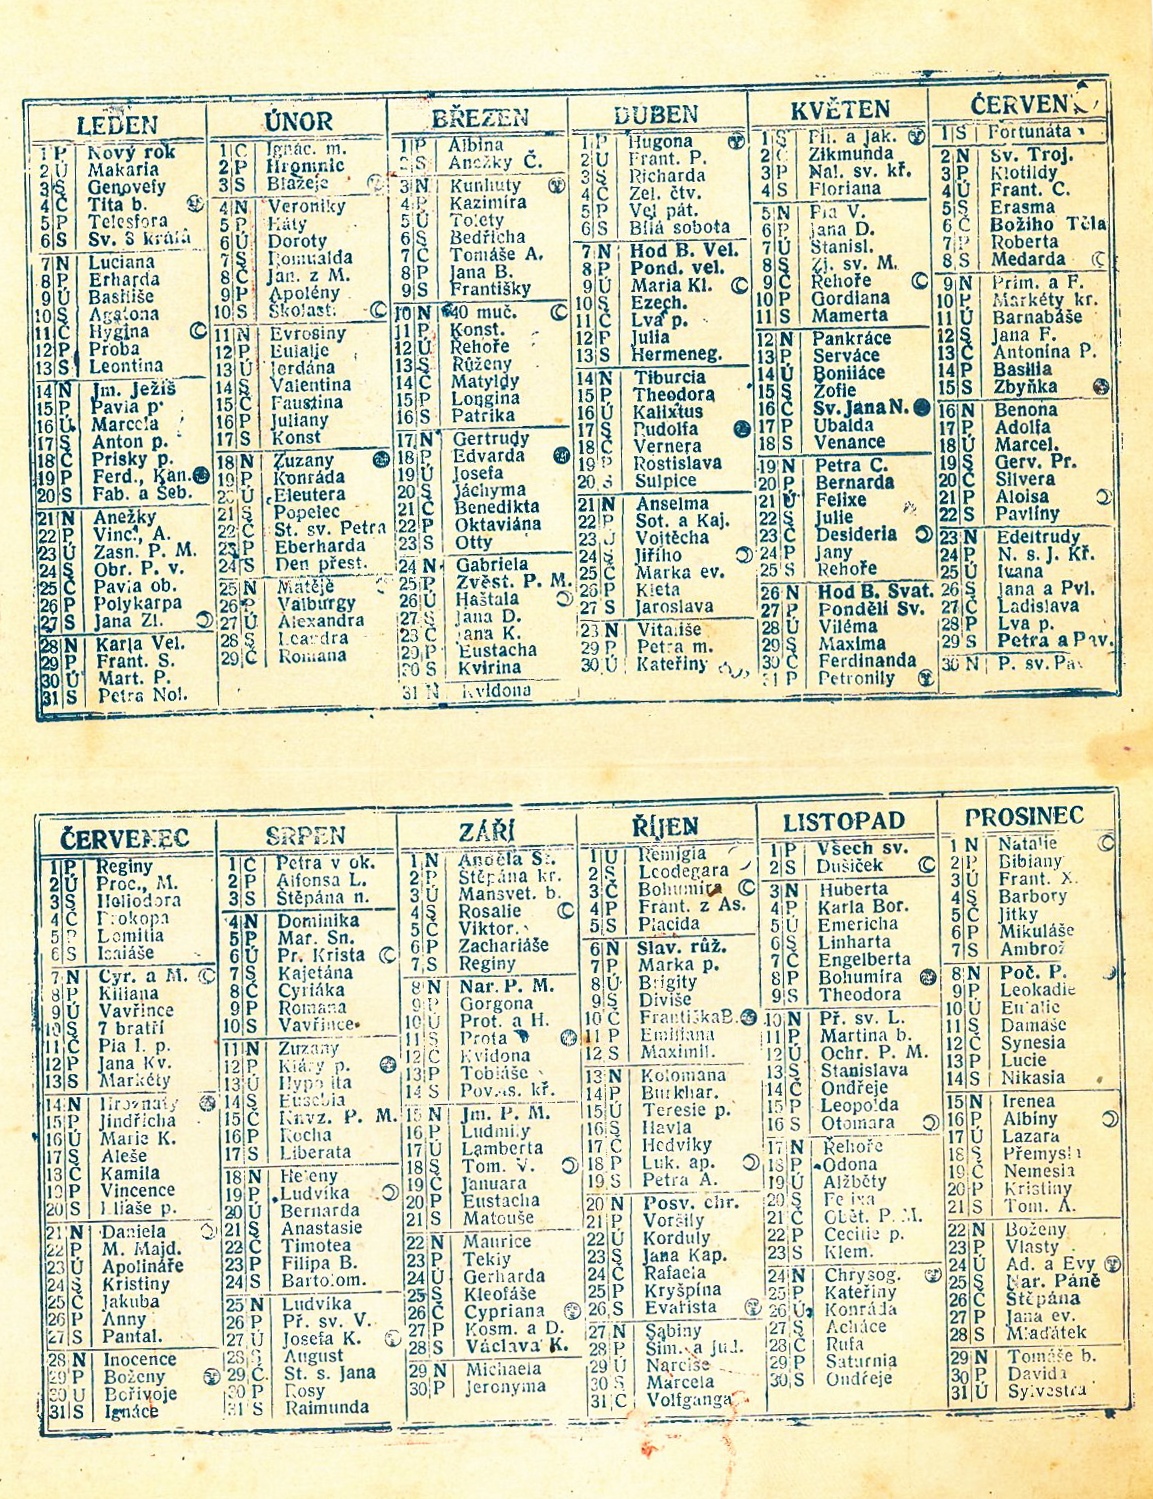 LEDEN
1 P Nový rok
2 U Makaria
3 S Genovefy
4 Č Tita b.
5 P Telesfora
6 S Sv. 3 králů
7 N Luciana
8 P Erharda
9 Ú Basilise
10 S Agatona
11 Č Hygina
12 P Proba
13 S Leontina
14 N Jm. Ježíš
15 P Pavla p.
16 Ú Marcela
17 S Anton p.
18 Č Prisky p.
19 P Ferd., Kan.
20 S Fab. a Šeb.
21 N Anežky
22 P Vinc., A.
23 Ú Zasn. P. M.
24 S Obr. P. v.
25 Č Pavla ob.
26 P Polykarpa
27 S Jana Zl.
28 N Karla Vel.
29 P Frant. S.
30 Ú Mart. P.
31 S Petra Nol.
ÚNOR
1 Č Ignác. m.
2 P Hromnic
3 S Blažeje
4 N Veroniky
5 P Háty
6 Ú Doroty
7 S Romualda
8 Č Jan. z M.
9 P Apolény
10 S Školast.
11 N Evrosiny
12 P Eulalie
13 Ú Jordána
14 S Valentina
15 Č Faustina
16 P Juliany
17 S Konst
18 N Zuzany
19 P Konráda
20 Ú Eleutera
21 S Popelec
22 Č St. sv. Petra
23 P Eberharda
24 S Den přest.
25 N Matěje
26 P Valburgy
27 Ú Alexandra
28 S Leandra
29 Č Romana
BŘEZEN
1 P Albina
2 S Anežky Č.
3 N Kunhuty
4 P Kazimíra
5 Ú Tolety
6 S Bedřicha
7 Č Tomáše A.
8 P Jana B.
9 S Františky
10 N 40 muč.
11 P Konst.
12 Ú Řehoře
13 S Růženy
14 Č Matyldy
15 P Longina
16 S Patrika
17 N Gertrudy
18 P Edvarda
19 Ú Josefa
20 S Jáchyma
21 Č Benedikta
22 P Oktaviána
23 S Otty
24 N Gabriela
25 P Zvěst. P. M.
26 Ú Haštala
27 S Jana D.
28 Č Jana K.
29 P Eustacha
30 S Kvirina
31 N Kvidona
DUBEN
1 P Hugona
2 Ú Frant. P.
3 S Richarda
4 Č Zel. čtv.
5 P Vel pát.
6 S Bílá sobota
7 N Hod B. Vel.
8 P Pond. vel.
9 Ú Maria Kl.
10 S Ezech.
11 Č Lva p.
12 P Julia
13 S Hermeneg.
14 N Tiburcia
15 P Theodora
16 Ú Kalixtus
17 S Rudolfa
18 Č Vernera
19 P Rostislava
20 S Sulpice
21 N Anselma
22 P Sot. a Kaj.
23 Ú Vojtěcha
24 S Jiřího
25 Č Marka ev.
26 P Kleta
27 S Jaroslava
28 N Vitališe
29 P Petra m.
30 Ú Kateřiny
KVĚTEN
1 S Fil. a Jak.
2 Č Zikmunda
3 P Nal. sv. kř.
4 S Floriana
5 N Pia V.
6 P Jana D.
7 Ú Stanisl.
8 S Zj. sv. M.
9 Č Řehoře
10 P Gordiana
11 S Mamerta
12 N Pankráce
13 P Serváce
14 Ú Bonifáce
15 S Žofie
16 Č Sv. Jana N.
17 P Ubalda
18 S Venance
19 N Petra C.
20 P Bernarda
21 Ú Felixe
22 S Julie
23 Č Desideria
24 P Jany
25 S Řehoře
26 N Hod B. Svat.
27 P Ponděli Sv.
28 Ú Viléma
29 S Maxima
30 Č Ferdinanda
31 P Petronily
ČERVEN
1 S Fortunáta
2 N Sv. Troj.
3 P Klotildy
4 Ú Frant. C.
5 S Erasma
6 Č Božího Těla
7 P Roberta
8 S Medarda
9 N Prim. a F.
10 P Markéty kr.
11 Ú Barnabáše
12 S Jana F.
13 Č Antonína P.
14 P Basilia
15 S Zbyňka
16 N Benona
17 P Adolfa
18 Ú Marcel.
19 S Gerv. Pr.
20 Č Silvera
21 P Aloisa
22 S Pavlíny
23 N Edeltrudy
24 P N. s. J. Kř.
25 Ú Ivana
26 S Jana a Pvl.
27 Č Ladislava
28 P Lva p.
29 S Petra a Pav.
30 N P. sv. Pav
ČERVENEC
1 P Reginy
2 Ú Proc., M.
3 S Heliodora
4 Č Prokopa
5 P Lomitia
6 S Isaiáše
7 N Cyr. a M.
8 P Kiliana
9 Ú Vavřince
10 S 7 bratří
11 Č Pia I. p.
12 P Jana Kv.
13 S Markéty
14 N Hroznaty
15 P Jindřicha
16 Ú Marie K.
17 S Aleše
18 Č Kamila
19 P Vincence
20 S Eliáše p.
21 N Daniela
22 P M. Majd.
23 Ú Apolináře
24 S Kristiny
25 Č Jakuba
26 P Anny
27 S Pantal.
28 N Inocence
29 P Boženy
30 U Bořivoje
31 S Ignáce
SRPEN
1 Č Petra v ok.
2 P Alfonsa L.
3 S Štěpána n.
4 N Dominika
5 P Mar. Sn.
6 Ú Pr. Krista
7 S Kajetána
8 Č Cyriáka
9 P Romana
10 S Vavřince
11 N Zuzany
12 P Kláry p.
13 Ú Hypolita
14 S Eusebia
15 Č Nnvz. P. M.
16 P Rocha
17 S Liberata
18 N Heleny
19 P Ludvika
20 Ú Bernarda
21 S Anastasie
22 Č Timotea
23 P Filipa B.
24 S Bartolom.
25 N Ludvika
26 P Př. sv. V.
27 Ú Josefa K.
28 S August
29 Č St. s. Jana
30 P Rosy
31 S Raimunda
ZÁŘÍ
1 N Anděla St.
2 P Štěpána kr.
3 Ú Mansvet. b.
4 S Rosalie
5 Č Viktor.
6 P Zachariáše
7 S Reginy
8 N Nar. P. M.
9 P Gorgona
10 Ú Prot. a H.
11 S Prota
12 Č Kvidona
13 P Tobiáše
14 S Pov. s. kř.
15 N Jm. P. M.
16 P Ludmily
17 Ú Lamberta
18 S Tom. V.
19 Č Januara
20 P Eustacha
21 S Matouše
22 N Maurice
23 P Tekly
24 Ú Gerharda
25 S Kleofáše
26 Č Cypriana
27 P Kosm. a D.
28 S Václava K.
29 N Michaela
30 P Jeronyma
ŘÍJEN
1 Ú Remigia
2 S Leodegara
3 Č Bohumíra
4 P Frant. z As.
5 S Placida
6 N Slav. růž.
7 P Marka p.
8 Ú Brigity
9 S Diviše
10 Č Františka B.
11 P Emiliana
12 S Maximil.
13 N Kolomana
14 P Burkhar.
15 Ú Teresie p.
16 S Havla
17 Č Hedviky
18 P Luk. ap.
19 S Petra A.
20 N Posv. chr.
21 P Voršily
22 Ú Korduly
23 S Jana Kap.
24 Č Rafaela
25 P Kryšpína
26 S Evarista
27 N Sabiny
28 P Sim. a Jud.
29 Ú Narcise
30 S Marcela
31 Č Volfganga
LISTOPAD
1 P Všech sv.
2 S Dušiček
3 N Huberta
4 P Karla Bor.
5 Ú Emericha
6 S Linharta
7 Č Engelberta
8 P Bohumíra
9 S Theodora
10 N Př. sv. L.
11 P Martina b.
12 Ú Ochr. P. M.
13 S Stanislava
14 Č Ondřeje
15 P Leopolda
16 S Otomara
17 N Řehoře
18 P Odona
19 Ú Alžběty
20 S Felixa
21 Č Obět. P. M.
22 P Cecilie p.
23 S Klem.
24 N Chrysog.
25 P Kateřiny
26 Ú Konráda
27 S Acháce
28 Č Rufa
29 P Saturnia
30 S Ondřeje
PROSINEC
1 N Natalie
2 P Bibiany
3 Ú Frant. X.
4 S Barbory
5 Č Jitky
6 P Mikuláše
7 S Ambrož
8 N Poč. P.
9 P Leokadie
10 Ú Eulalie
11 S Damaše
12 Č Synesia
13 P Lucie
14 S Nikasia
15 N Irenea
16 P Albíny
17 Ú Lazara
18 S Přemysla
19 Č Nemesia
20 P Kristiny
21 S Tom. A.
22 N Boženy
23 P Vlasty
24 Ú Ad. a Evy
25 S Nar. Páně
26 Č Štěpána
27 P Jana ev.
28 S Mlaďátek
29 N Tomáše b.
30 P Davida
31 Ú Sylvestra